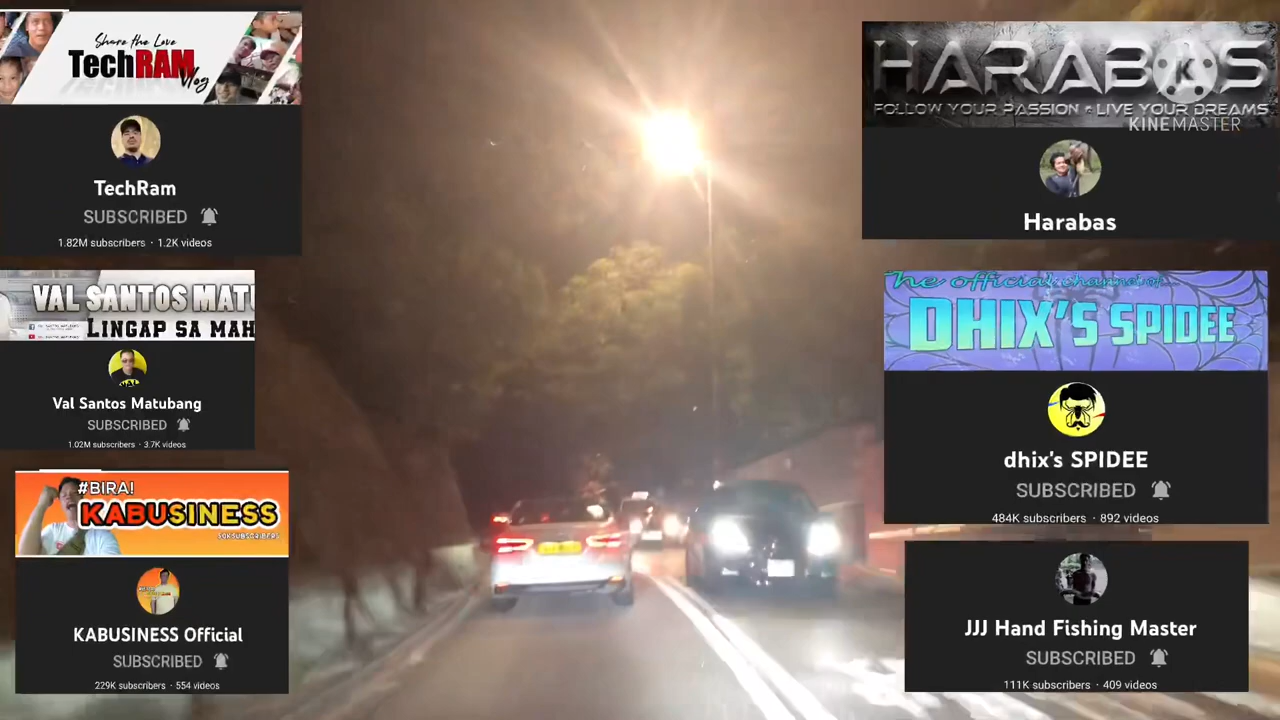 Share the Love
TechRAM
Vlog
TechRam
SUBSCRIBED
1.82M subscribers · 1.2K videos
VAL SANTOS MATU
LINGAP SA MAH
Val Santos Matubang
SUBSCRIBED
1.02M subscribers · 3.7K videos
#BIRA!
KABUSINESS
50KSUBSCRIBERS
KABUSINESS Official
SUBSCRIBED
229K subscribers · 554 videos
HARABAS
FOLLOW YOUR PASSION • LIVE YOUR DREAMS
KINEMASTER
Harabas
The official channel of
DHIX'S SPIDEE
dhix's SPIDEE
SUBSCRIBED
484K subscribers · 892 videos
JJJ Hand Fishing Master
SUBSCRIBED
111K subscribers · 409 videos